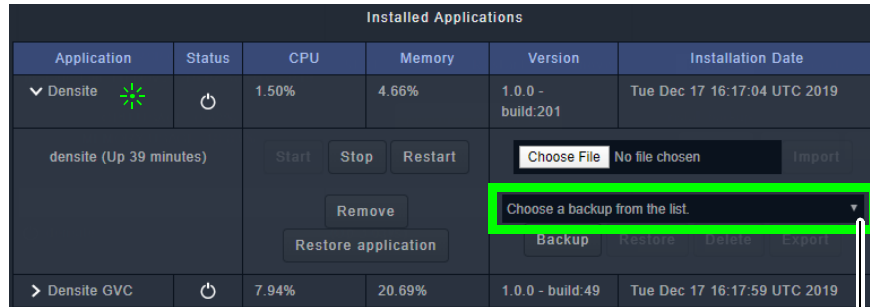 Installed Applications
Application Status CPU Memory Version Installation Date
Densite 1.50% 4.66% 1.0.0 - build:201 Tue Dec 17 16:17:04 UTC 2019
densite (Up 39 minutes) Start Stop Restart Choose File No file chosen Import
Remove Choose a backup from the list.
Restore application Backup Restore Delete Export
Densite GVC 7.94% 20.69% 1.0.0 - build:49 Tue Dec 17 16:17:59 UTC 2019